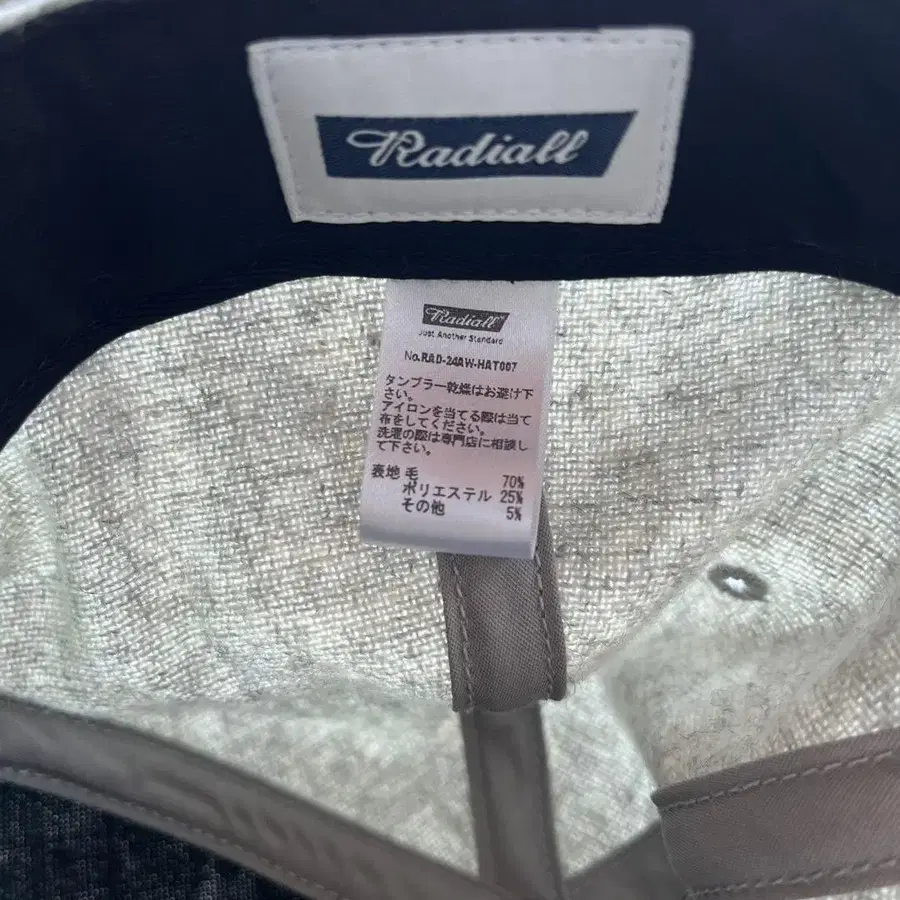 Radiall
Radiall
Just Another Standard
No.RAD-24AW-HAT007
タンブラー乾燥はお避け下
さい。
アイロンを当てる際は当て
布をしてください。
洗濯の際は専門店に相談し
て下さい。
表地 毛 70%
ポリエステル 25%
その他 5%